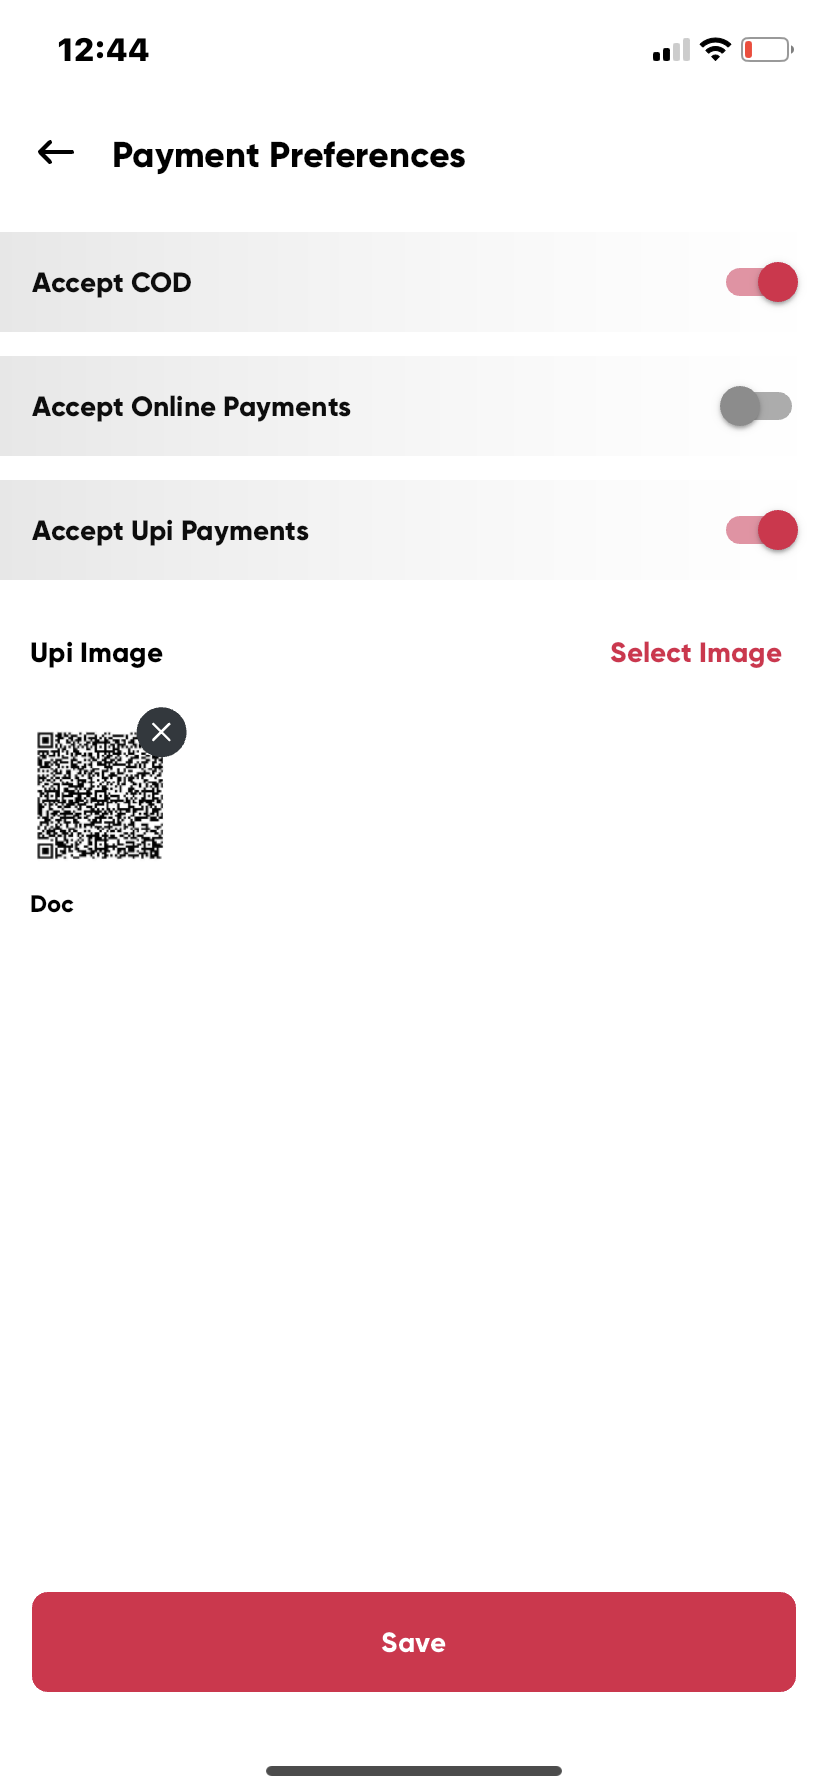 12:44
Payment Preferences
Accept COD
Accept Online Payments
Accept Upi Payments
Upi Image
Select Image
Doc
Save